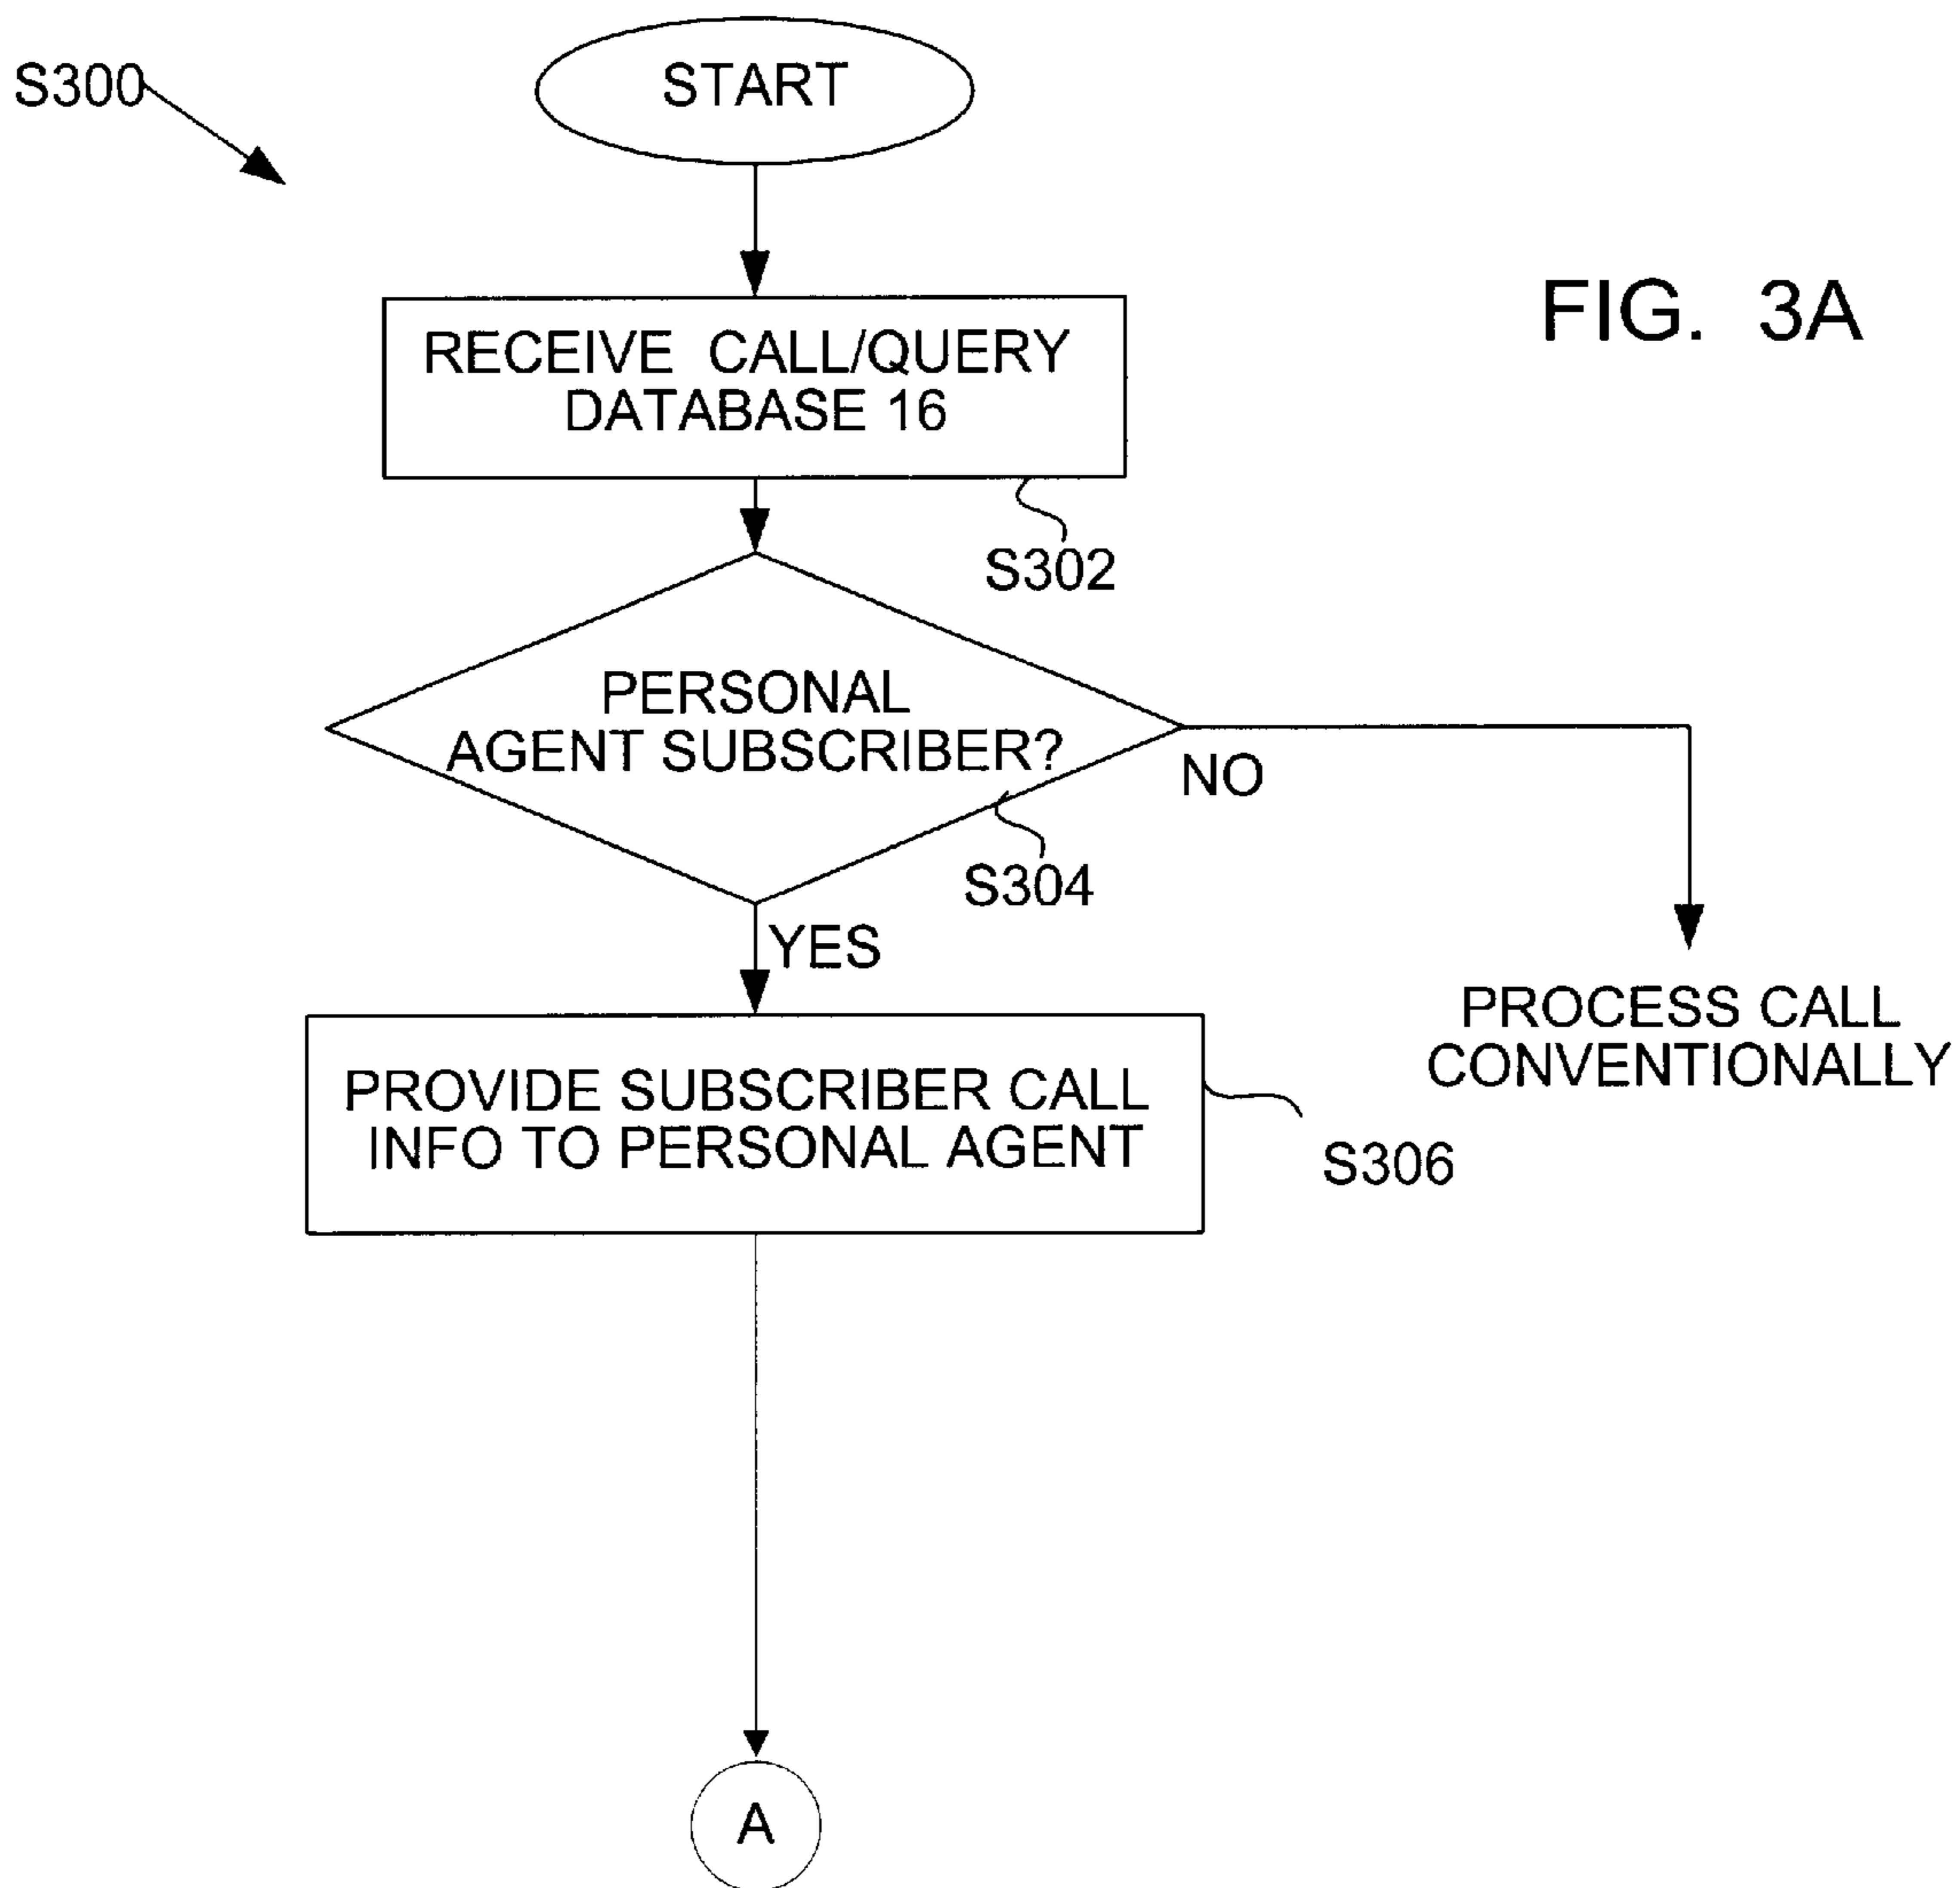 S300
START
FIG. 3A
RECEIVE CALL/QUERY
DATABASE 16
S302
PERSONAL
AGENT SUBSCRIBER?
NO
S304
YES
PROCESS CALL
CONVENTIONALLY
PROVIDE SUBSCRIBER CALL
INFO TO PERSONAL AGENT
S306
A